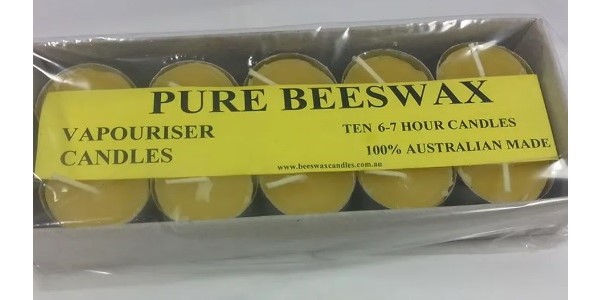 PURE BEESWAX
VAPOURISER
CANDLES
TEN 6-7 HOUR CANDLES
100% AUSTRALIAN MADE
www.beeswaxcandles.com.au